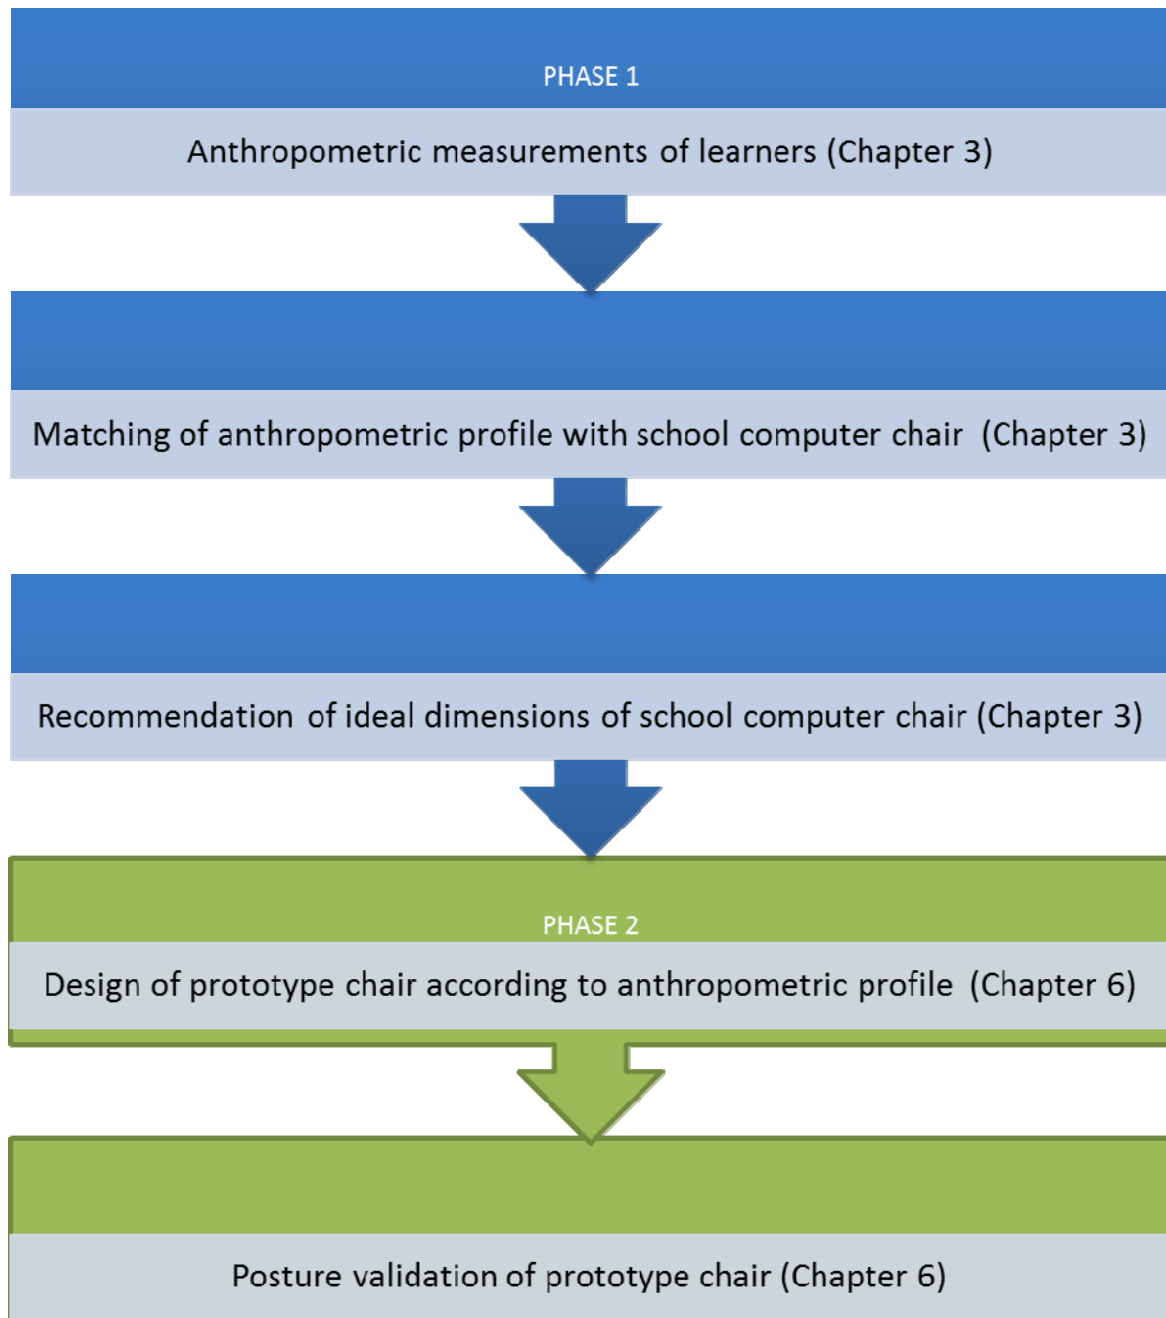 PHASE 1
Anthropometric measurements of learners (Chapter 3)
Matching of anthropometric profile with school computer chair (Chapter 3)
Recommendation of ideal dimensions of school computer chair (Chapter 3)
PHASE 2
Design of prototype chair according to anthropometric profile (Chapter 6)
Posture validation of prototype chair (Chapter 6)